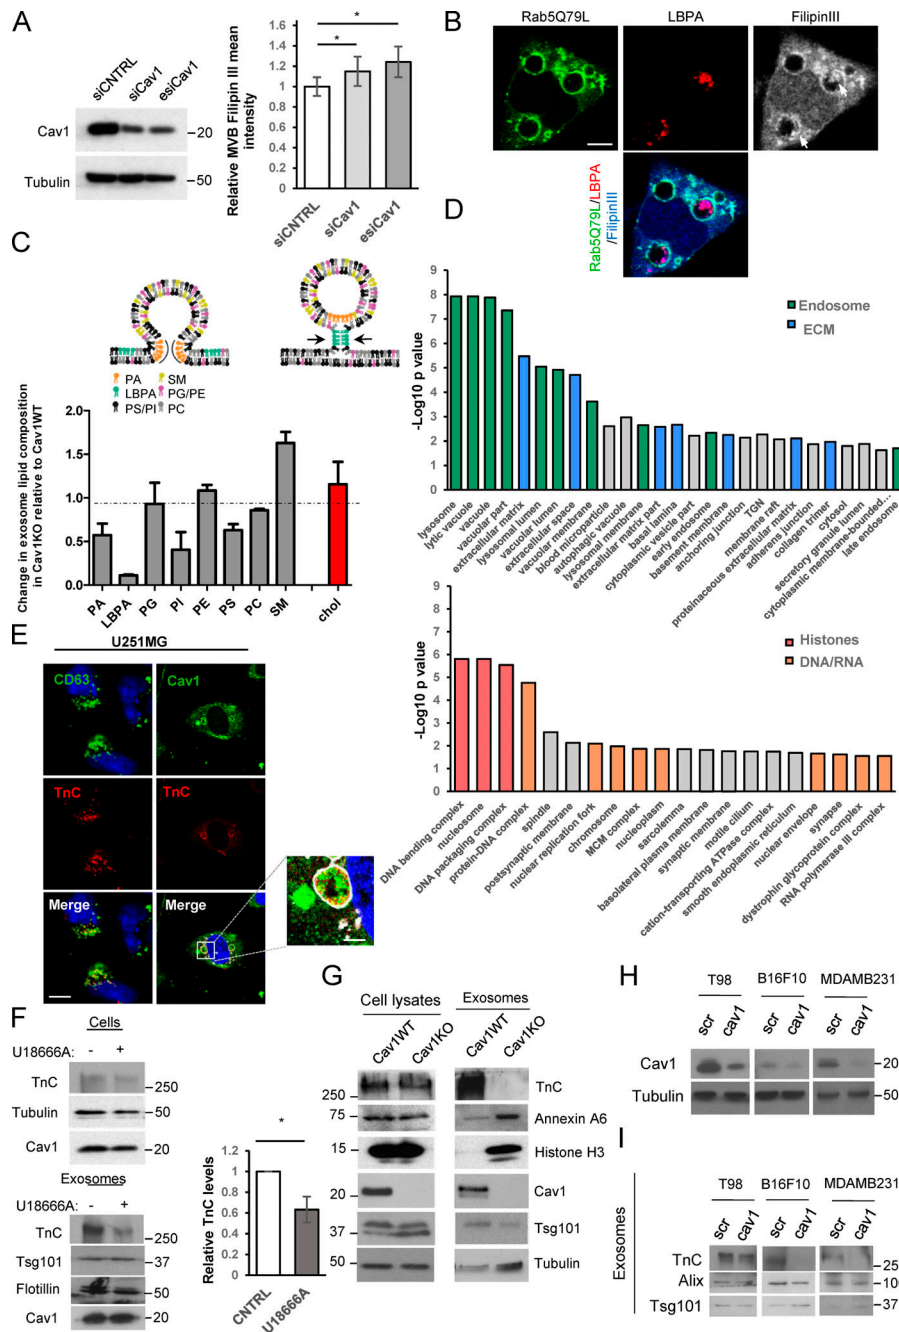 A
siCNTRL
siCav1
esiCav1
Cav1
20
Tubulin
50
Relative MVB Filipin III mean
intensity
1.6
1.4
1.2
1
0.8
0.6
0.4
0.2
0
*
*
siCNTRL
siCav1
esiCav1
B
Rab5Q79L
LBPA
FilipinIII
Rab5Q79L/LBPA
/FilipinIII
C
PA
SM
LBPA
PG/PE
PS/PI
PC
Change in exosome lipid composition
in Cav1KO relative to Cav1WT
2.0
1.5
1.0
0.5
0.0
PA
LBPA
PG
PI
PE
PS
PC
SM
chol
D
-Log10 p value
9
8
7
6
5
4
3
2
1
0
Endosome
ECM
lysosome
lytic vacuole
vacuole
vacuolar part
extracellular matrix
lysosomal lumen
vacuolar lumen
extracellular space
vacuolar membrane
blood microparticle
autophagic vacuole
lysosomal membrane
extracellular matrix part
basal lamina
cytoplasmic vesicle part
early endosome
basement membrane
anchoring junction
TGN
membrane raft
proteinaceous extracellular matrix
adherens junction
collagen trimer
cytosol
secretory granule lumen
cytoplasmic membrane-bounded...
late endosome
-Log10 p value
9
8
7
6
5
4
3
2
1
0
Histones
DNA/RNA
DNA bending complex
nucleosome
DNA packaging complex
protein-DNA complex
spindle
postsynaptic membrane
nuclear replication fork
chromosome
MCM complex
nucleoplasm
sarcolemma
basolateral plasma membrane
synaptic membrane
motile cilium
cation-transporting ATPase complex
smooth endoplasmic reticulum
nuclear envelope
synapse
dystrophin glycoprotein complex
RNA polymerase III complex
E
U251MG
CD63
Cav1
TnC
TnC
Merge
Merge
F
Cells
U18666A: - +
TnC
250
Tubulin
50
Cav1
20
Exosomes
U18666A: - +
TnC
250
Tsg101
37
Flotillin
50
Cav1
20
Relative TnC levels
1.4
1.2
1
0.8
0.6
0.4
0.2
0
*
CNTRL
U18666A
G
Cell lysates
Exosomes
Cav1WT
Cav1KO
Cav1WT
Cav1KO
250
TnC
75
Annexin A6
15
Histone H3
20
Cav1
37
Tsg101
50
Tubulin
H
T98
B16F10
MDAMB231
scr
cav1
scr
cav1
scr
cav1
Cav1
20
Tubulin
50
I
Exosomes
T98
B16F10
MDAMB231
scr
cav1
scr
cav1
scr
cav1
TnC
25
Alix
10
Tsg101
37